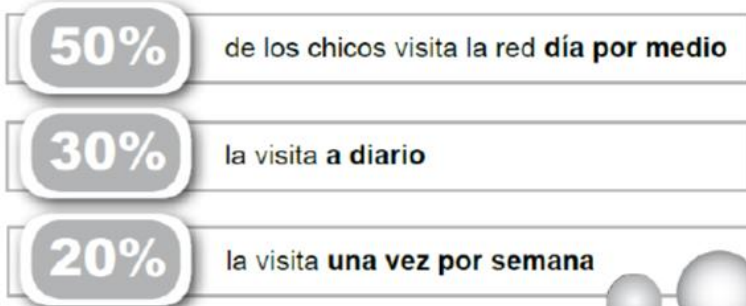 50% de los chicos visita la red día por medio
30% la visita a diario
20% la visita una vez por semana